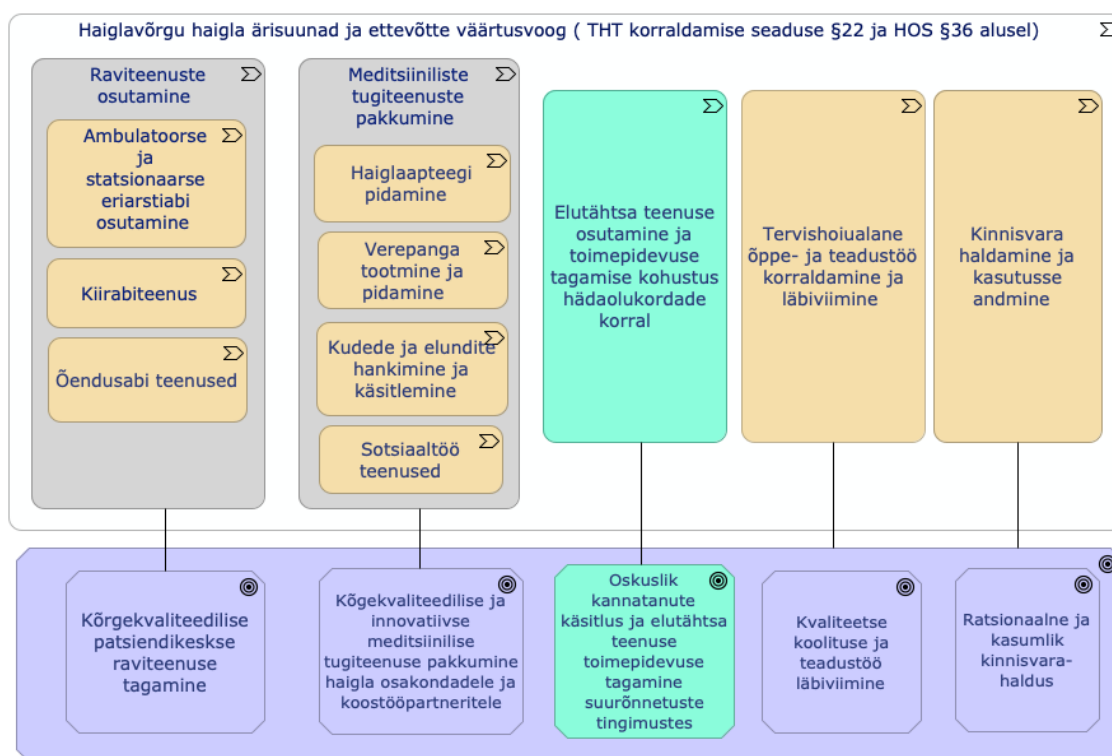 Haiglavõrgu haigla ärisuunad ja ettevõtte väärtusvoog ( THT korraldamise seaduse §22 ja HOS §36 alusel)
Raviteenuste
osutamine
Ambulatoorse
ja
statsionaarse
eriarstiabi
osutamine
Kiirabiteenus
Õendusabi teenused
Meditsiiniliste
tugiteenuste
pakkumine
Haiglaapteegi
pidamine
Verepanga
tootmine ja
pidamine
Kudede ja elundite
hankimine ja
käsitlemine
Sotsiaaltöö
teenused
Elutähtsa teenuse
osutamine ja
toimepidevuse
tagamise kohustus
hädaolukordade
korral
Tervishoiualane
õppe- ja teadustöö
korraldamine ja
läbiviimine
Kinnisvara
haldamine ja
kasutusse
andmine
Kõrgekvaliteedilise
patsiendikeskse
raviteenuse
tagamine
Kõgekvaliteedilise ja
innovatiivse
meditsiinilise
tugiteenuse pakkumine
haigla osakondadele ja
koostööpartneritele
Oskuslik
kannatanute
käsitlus ja elutähtsa
teenuse
toimepidevuse
tagamine
suurõnnetuste
tingimustes
Kvaliteetse
koolituse ja
teadustöö
läbiviimine
Ratsionaalne ja
kasumlik
kinnisvara-
haldus